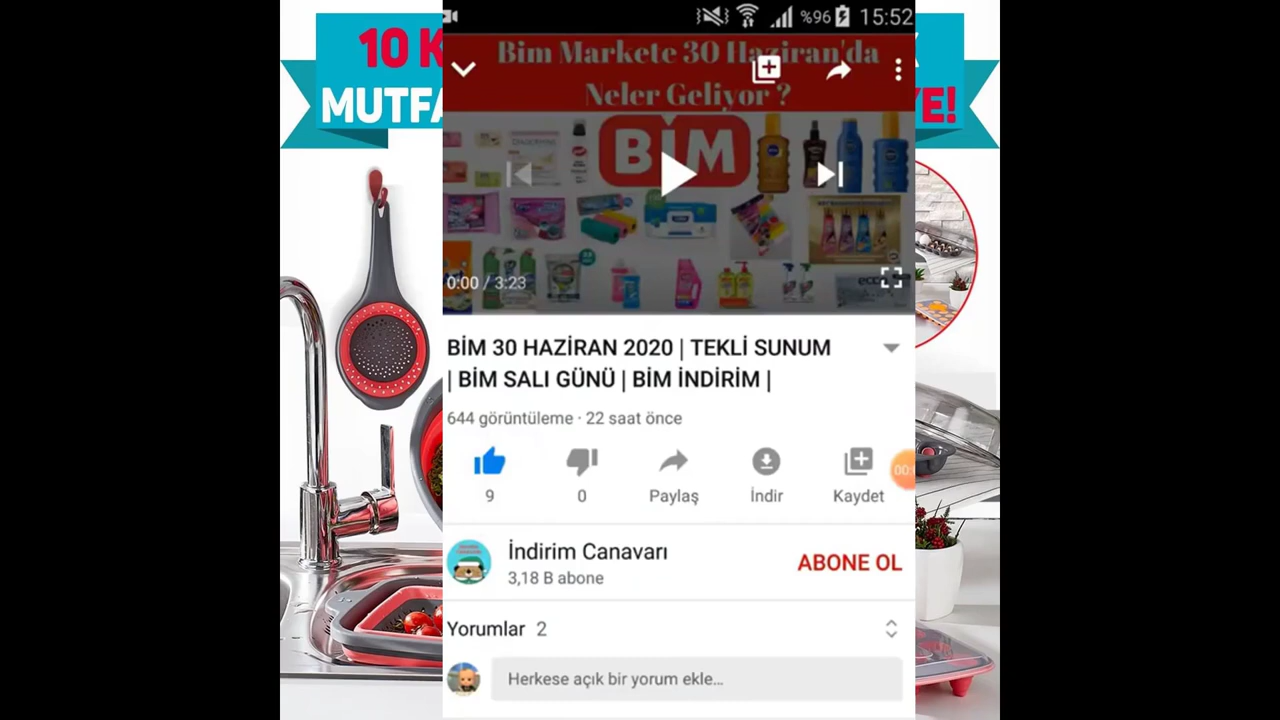 %96 15:52
10 K
MUTFA
YE!
Bim Markete 30 Haziran'da
Neler Geliyor ?
BİM
0:00 / 3:23
BİM 30 HAZİRAN 2020 | TEKLİ SUNUM
| BİM SALI GÜNÜ | BİM İNDİRİM |
644 görüntüleme · 22 saat önce
9 0 Paylaş İndir Kaydet
İndirim Canavarı
3,18 B abone
ABONE OL
Yorumlar 2
Herkese açık bir yorum ekle...